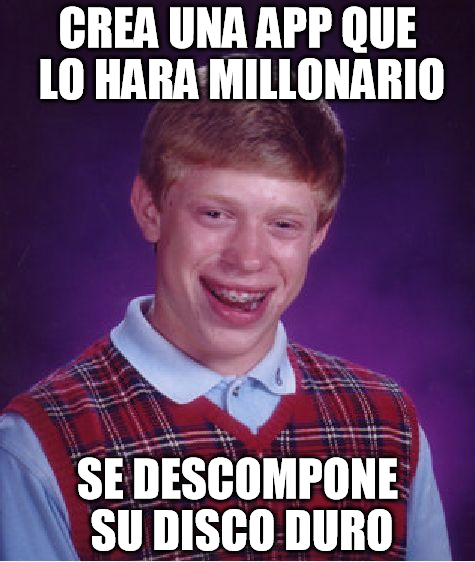 CREA UNA APP QUE
LO HARA MILLONARIO
SE DESCOMPONE
SU DISCO DURO